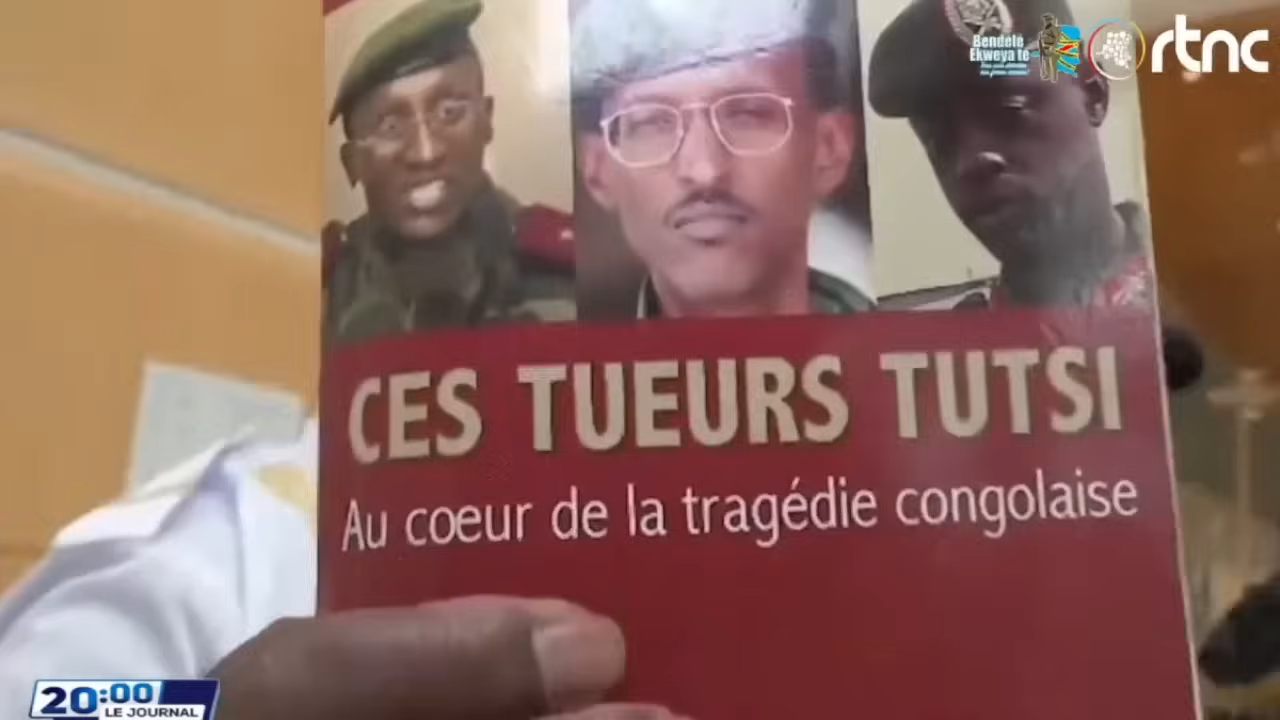 Bendele
Ekweya te
rtnc
CES TUEURS TUTSI
Au coeur de la tragédie congolaise
20:00
LE JOURNAL